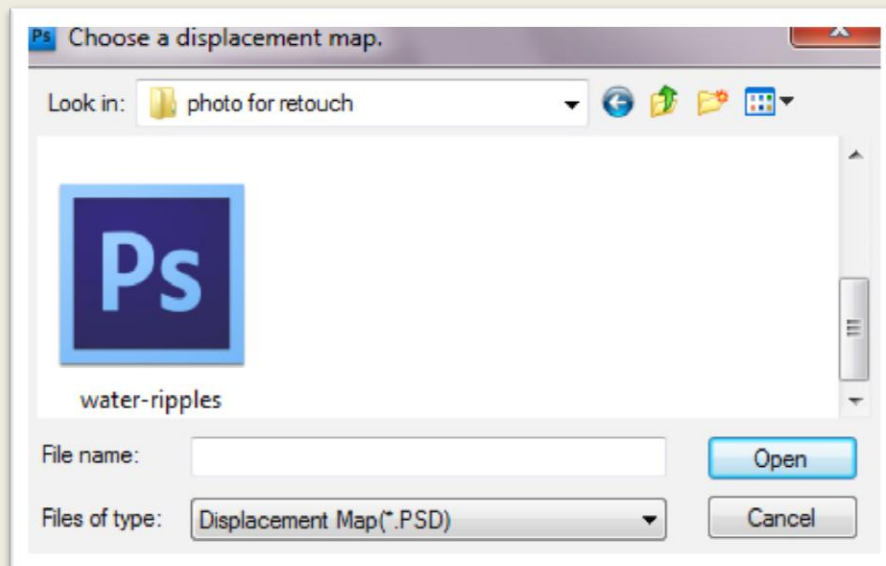 Ps Choose a displacement map.
Look in: photo for retouch
Ps
water-ripples
File name:
Open
Files of type: Displacement Map(*.PSD)
Cancel